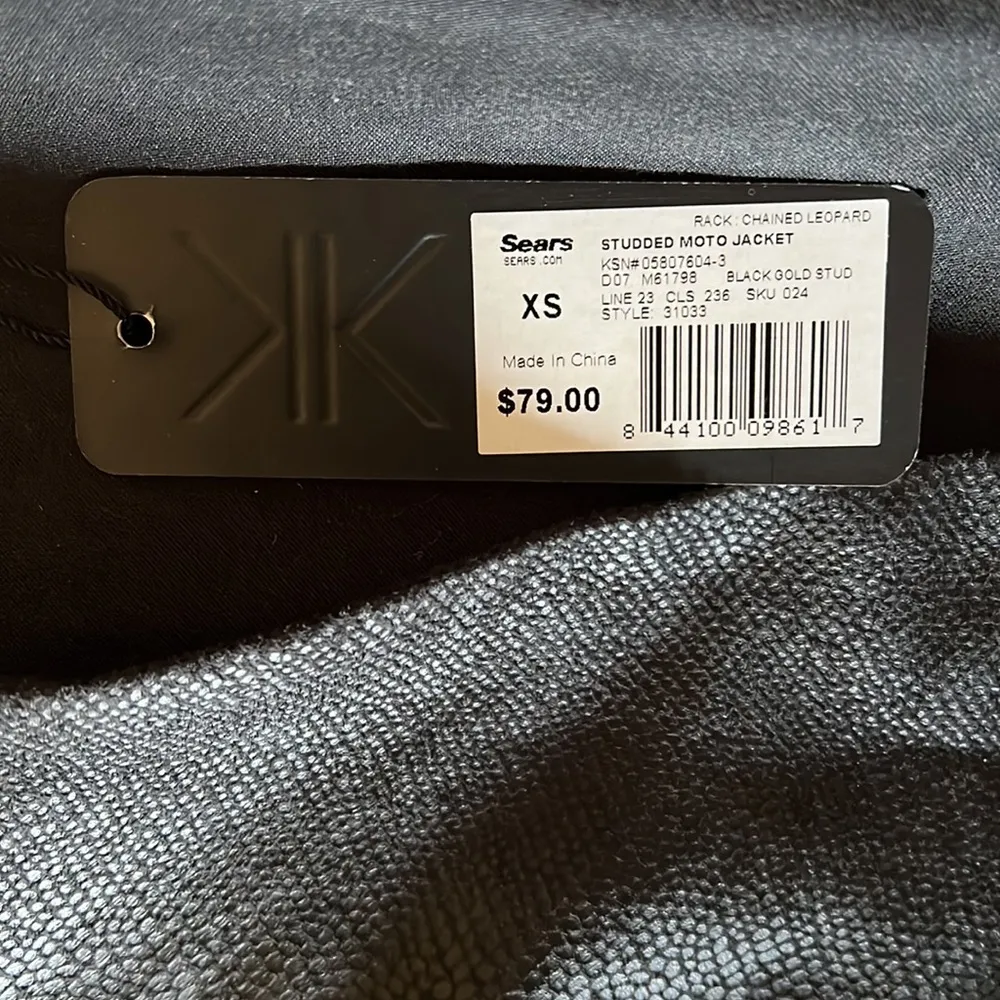 KK
RACK: CHAINED LEOPARD
Sears
SEARS.COM
STUDDED MOTO JACKET
KSN#05807604-3
D07 M61798 BLACK GOLD STUD
XS
LINE 23 CLS 236 SKU 024
STYLE: 31033
Made In China
$79.00
8 44100 09861 7